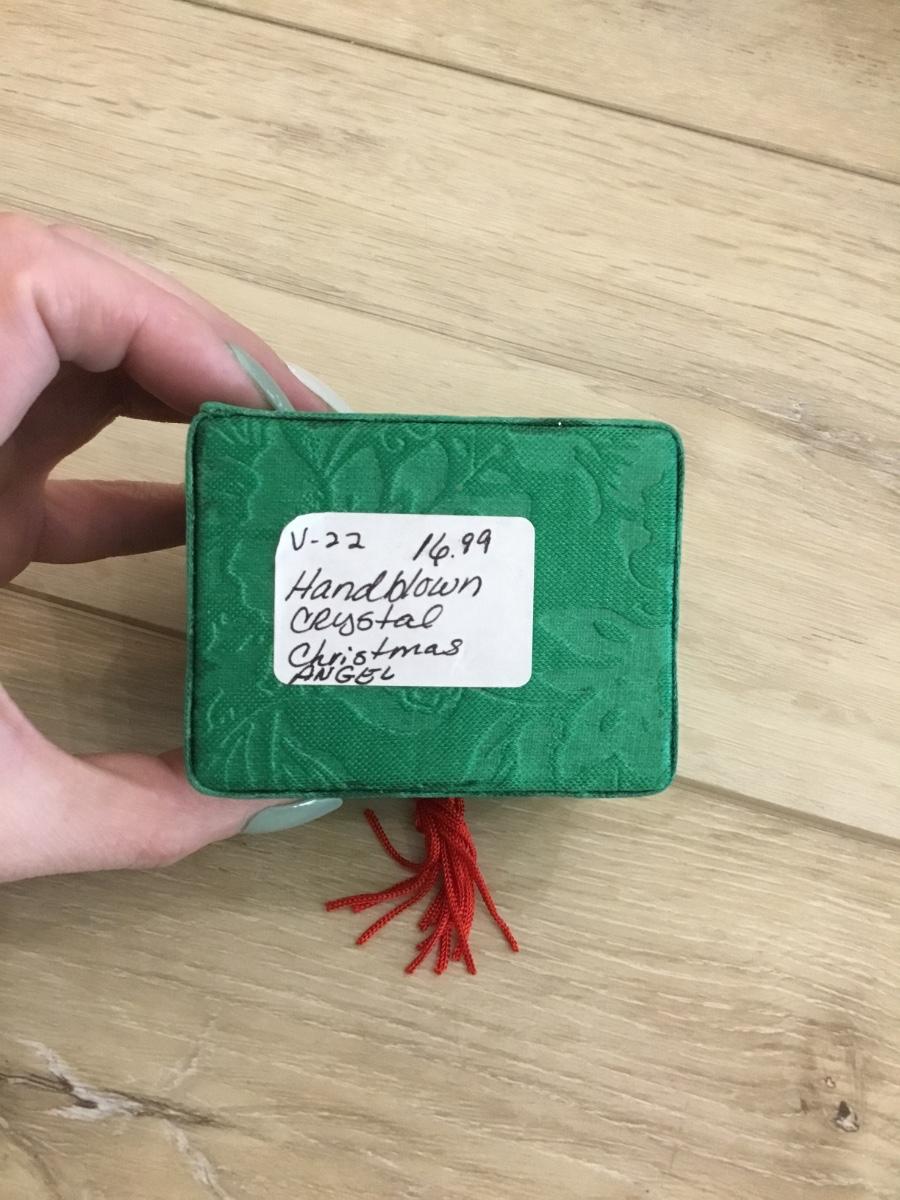 V-22 16.99
Handblown
Crystal
Christmas
ANGEL